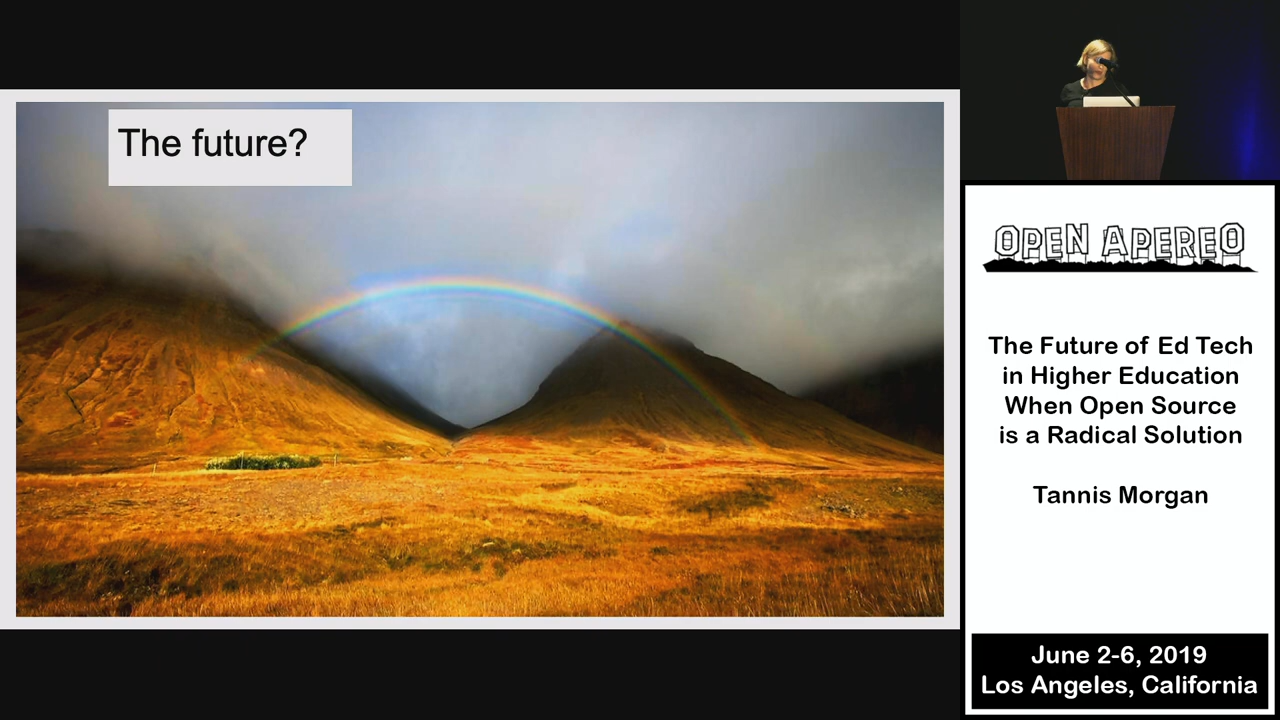 The future?
OPEN APEREO
The Future of Ed Tech
in Higher Education
When Open Source
is a Radical Solution
Tannis Morgan
June 2-6, 2019
Los Angeles, California